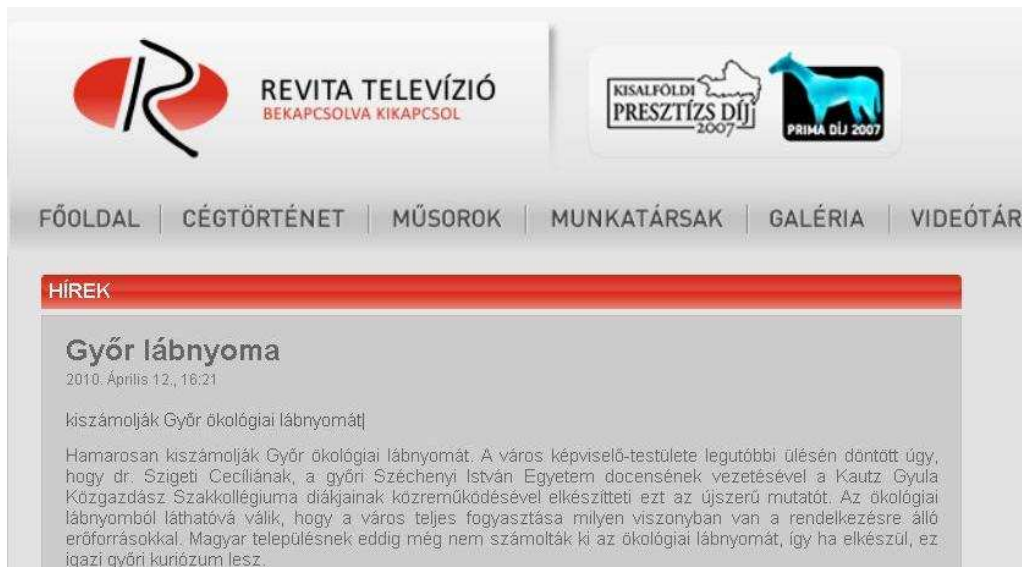 REVITA TELEVÍZIÓ
BEKAPCSOLVA KIKAPCSOL
KISALFÖLDI
PRESZTÍZS DÍJ
2007
PRIMA DÍJ 2007
FŐOLDAL | CÉGTÖRTÉNET | MŰSOROK | MUNKATÁRSAK | GALÉRIA | VIDEÓTÁR
HÍREK
Győr lábnyoma
2010. Április 12., 16:21
kiszámolják Győr ökológiai lábnyomát|
Hamarosan kiszámolják Győr ökológiai lábnyomát. A város képviselő-testülete legutóbbi ülésén döntött úgy,
hogy dr. Szigeti Cecíliának, a győri Széchenyi István Egyetem docensének vezetésével a Kautz Gyula
Közgazdász Szakkollégiuma diákjainak közreműködésével elkészítteti ezt az újszerű mutatót. Az ökológiai
lábnyomból láthatóvá válik, hogy a város teljes fogyasztása milyen viszonyban van a rendelkezésre álló
erőforrásokkal. Magyar településnek eddig még nem számolták ki az ökológiai lábnyomát, így ha elkészül, ez
igazi győri kuriózum lesz.